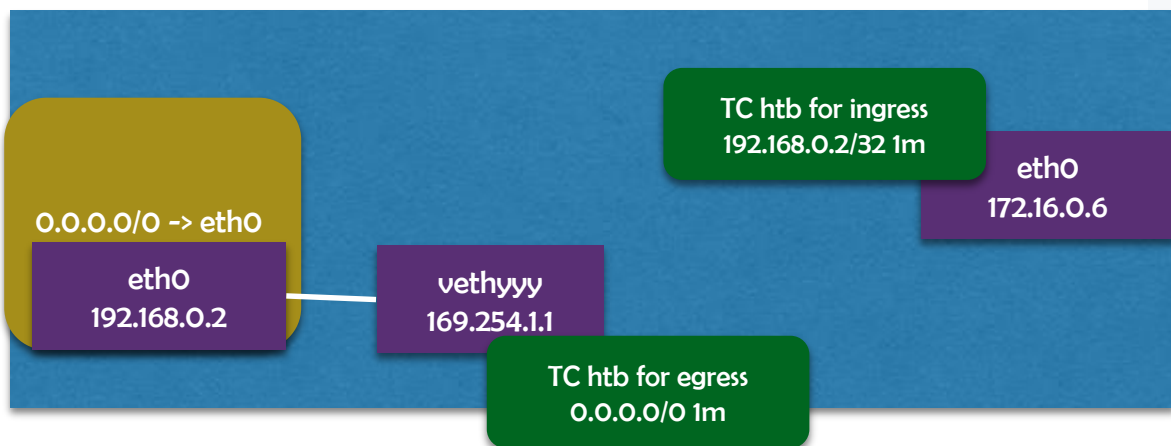 TC htb for ingress
192.168.0.2/32 1m
eth0
172.16.0.6
0.0.0.0/0 -> eth0
eth0
192.168.0.2
vethyyy
169.254.1.1
TC htb for egress
0.0.0.0/0 1m